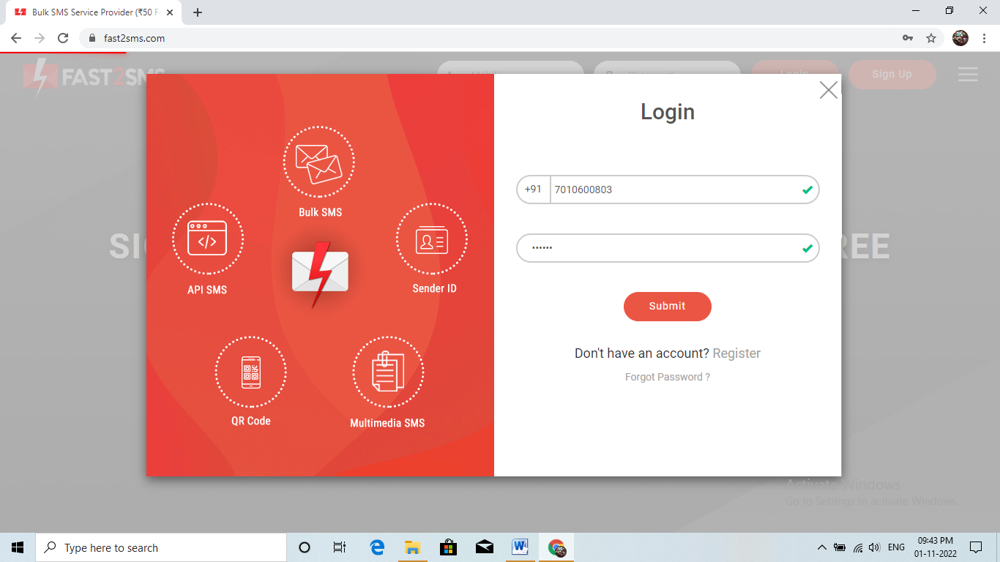 Bulk SMS Service Provider (₹50 F
fast2sms.com
FAST2SMS
Login
Sign Up
Login
+91 7010600803
••••••
Submit
Don't have an account? Register
Forgot Password ?
Bulk SMS
API SMS
Sender ID
QR Code
Multimedia SMS
REE
Activate Windows
Go to Settings to activate Windows.
Type here to search
ENG
09:43 PM
01-11-2022